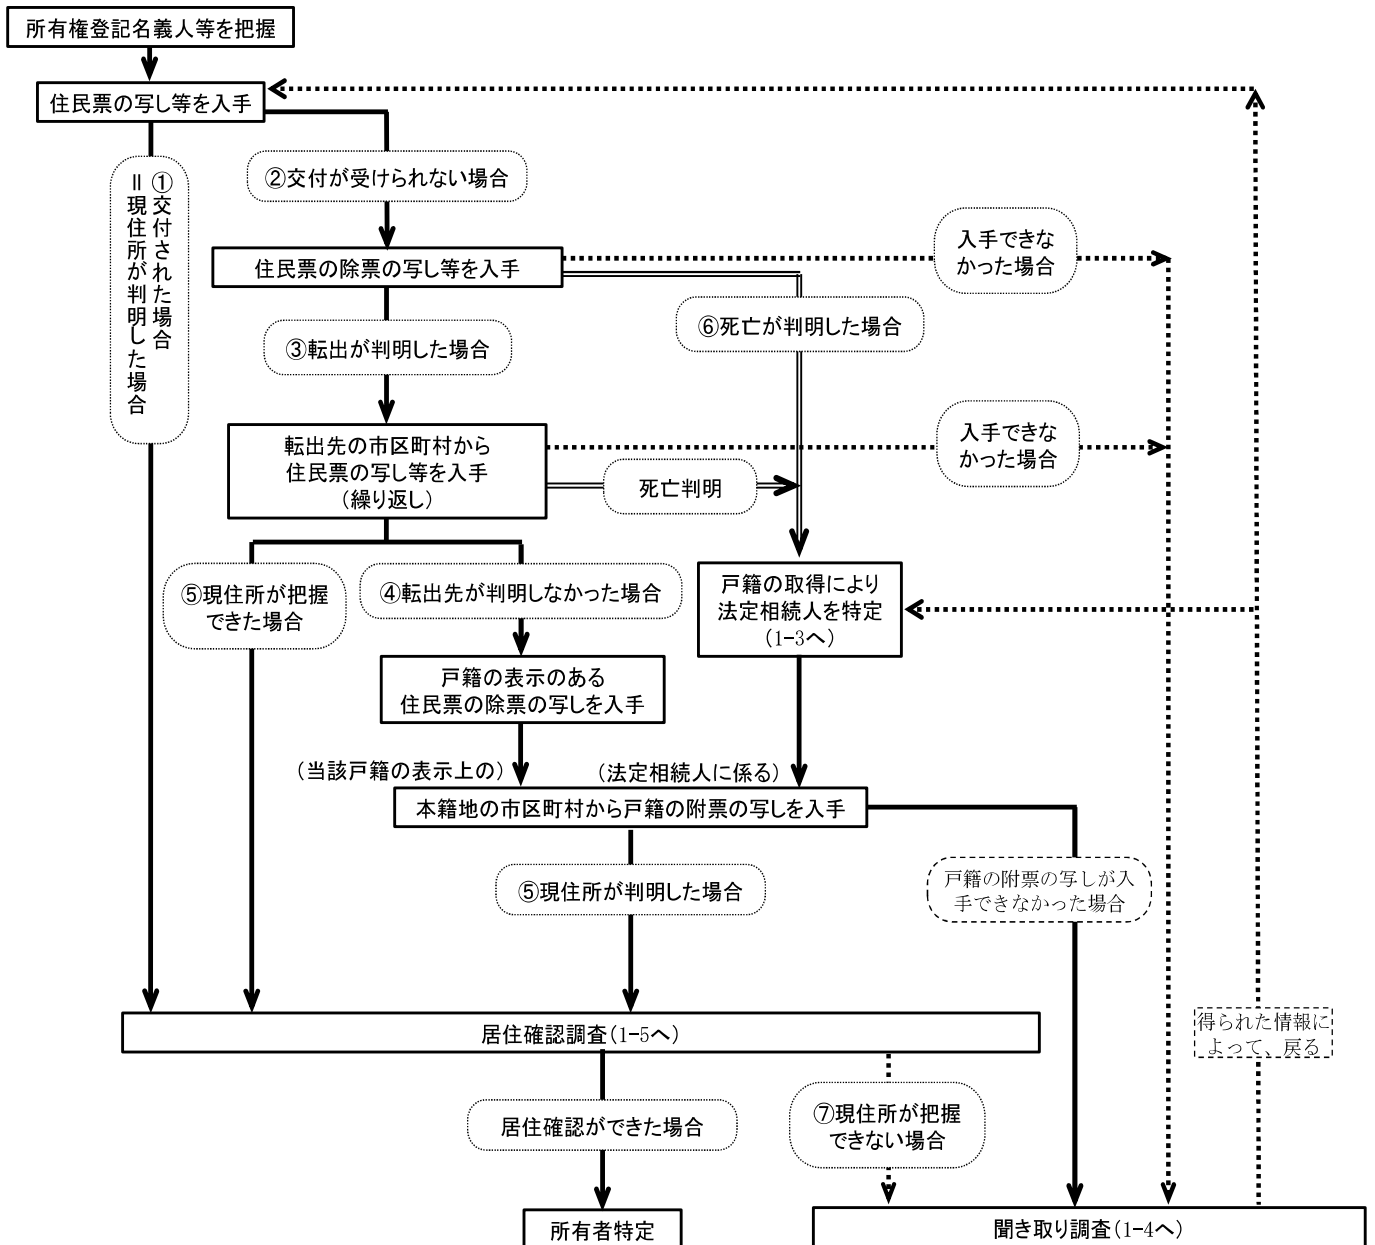 所有権登記名義人等を把握
住民票の写し等を入手
①交付された場合
＝現住所が判明した場合
②交付が受けられない場合
住民票の除票の写し等を入手
入手できな
かった場合
⑥死亡が判明した場合
③転出が判明した場合
転出先の市区町村から
住民票の写し等を入手
（繰り返し）
入手できな
かった場合
死亡判明
⑤現住所が把握
できた場合
④転出先が判明しなかった場合
戸籍の取得により
法定相続人を特定
（1-3へ）
戸籍の表示のある
住民票の除票の写しを入手
（当該戸籍の表示上の）
（法定相続人に係る）
本籍地の市区町村から戸籍の附票の写しを入手
⑤現住所が判明した場合
戸籍の附票の写しが入
手できなかった場合
居住確認調査（1-5へ）
得られた情報に
よって、戻る
居住確認ができた場合
⑦現住所が把握
できない場合
所有者特定
聞き取り調査（1-4へ）